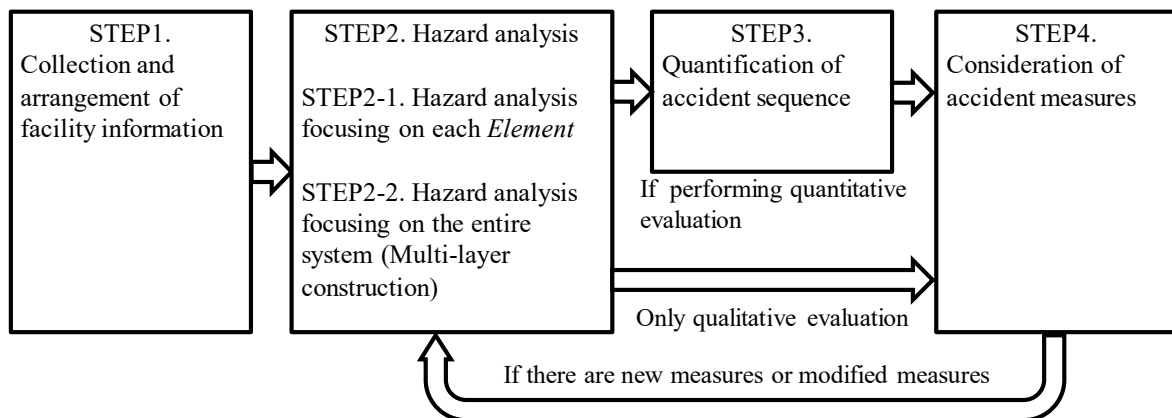 STEP1.
Collection and
arrangement of
facility information
STEP2. Hazard analysis
STEP2-1. Hazard analysis
focusing on each Element
STEP2-2. Hazard analysis
focusing on the entire
system (Multi-layer
construction)
STEP3.
Quantification of
accident sequence
If performing quantitative
evaluation
Only qualitative evaluation
STEP4.
Consideration of
accident measures
If there are new measures or modified measures